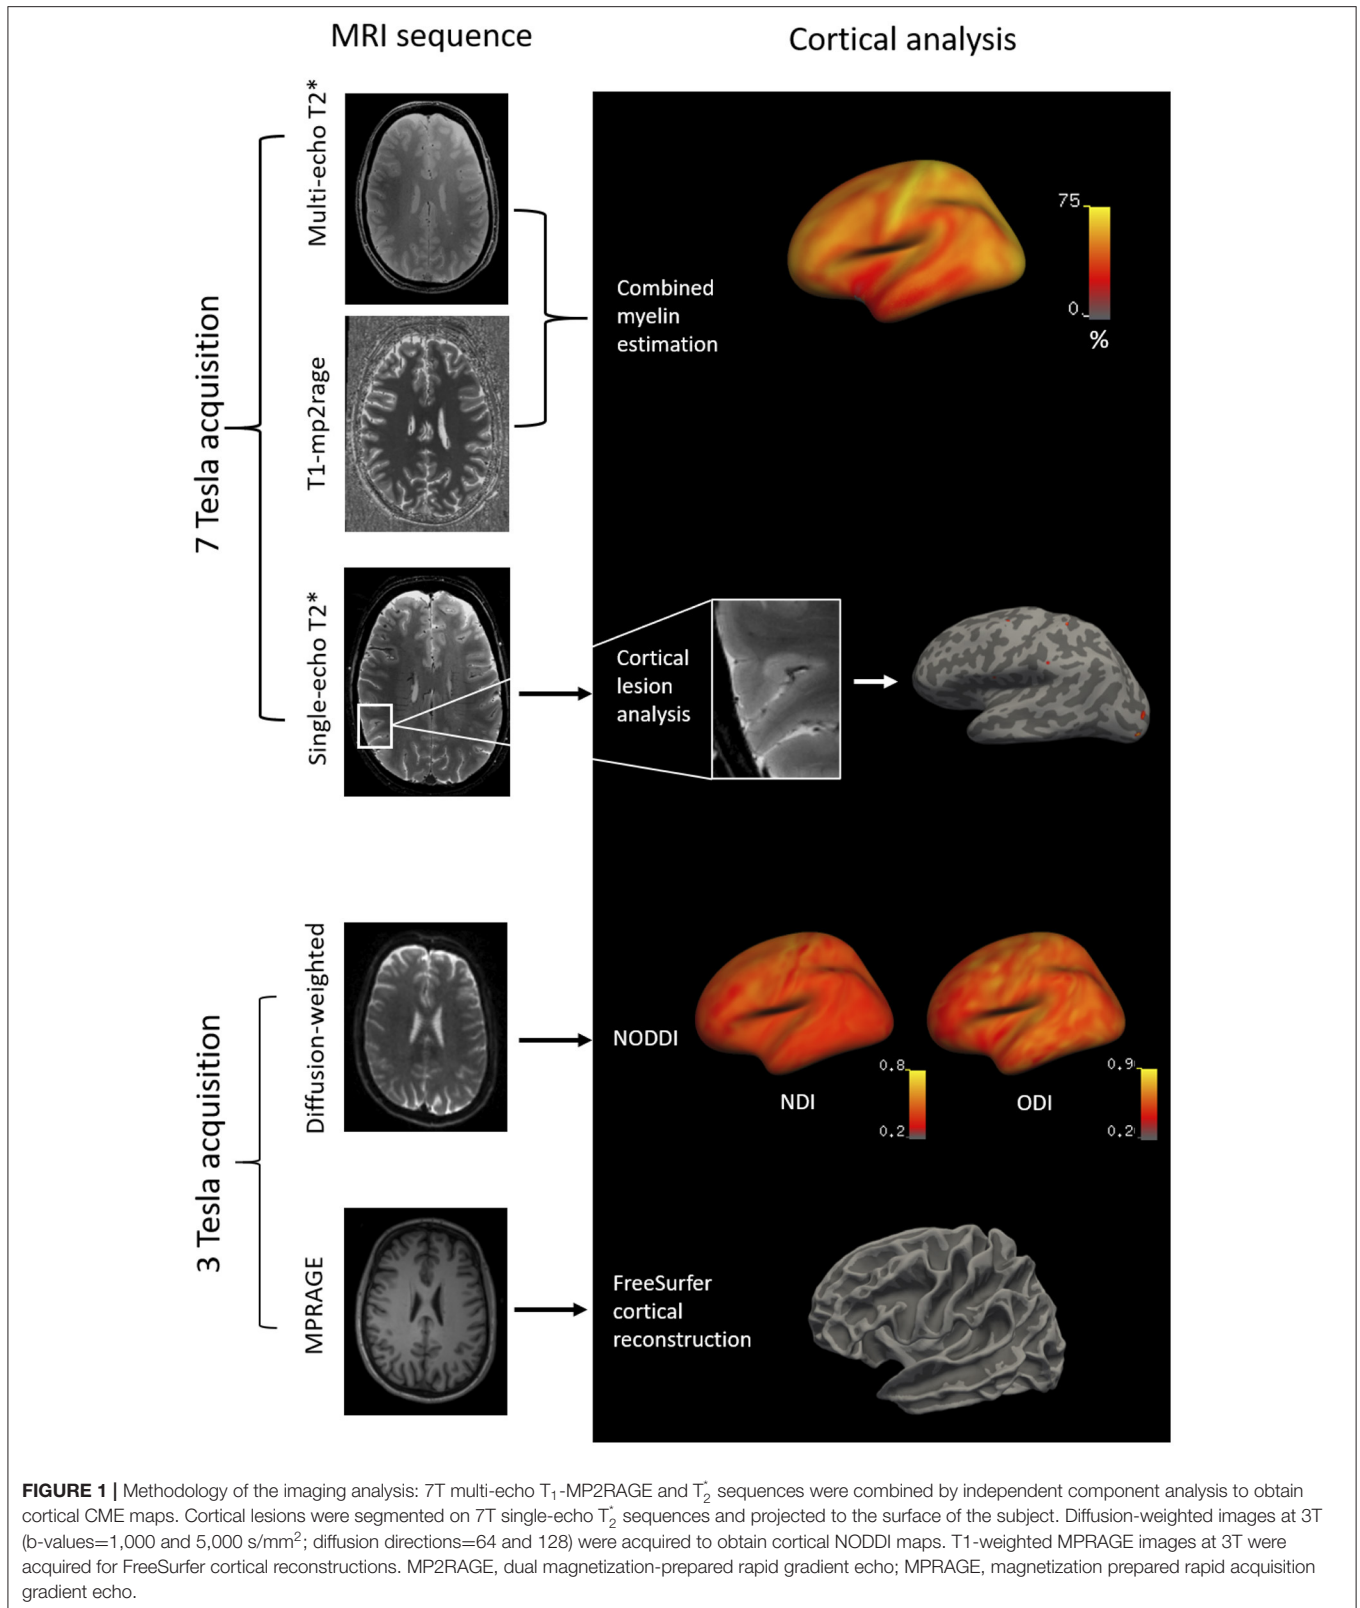 MRI sequence
Cortical analysis
7 Tesla acquisition
Multi-echo T2*
T1-mp2rage
Single-echo T2*
Combined
myelin
estimation
75
0
%
Cortical
lesion
analysis
3 Tesla acquisition
Diffusion-weighted
MPRAGE
NODDI
0.8
0.2
NDI
0.9
0.2
ODI
FreeSurfer
cortical
reconstruction
FIGURE 1 | Methodology of the imaging analysis: 7T multi-echo T₁-MP2RAGE and T₂* sequences were combined by independent component analysis to obtain
cortical CME maps. Cortical lesions were segmented on 7T single-echo T₂* sequences and projected to the surface of the subject. Diffusion-weighted images at 3T
(b-values=1,000 and 5,000 s/mm²; diffusion directions=64 and 128) were acquired to obtain cortical NODDI maps. T1-weighted MPRAGE images at 3T were
acquired for FreeSurfer cortical reconstructions. MP2RAGE, dual magnetization-prepared rapid gradient echo; MPRAGE, magnetization prepared rapid acquisition
gradient echo.